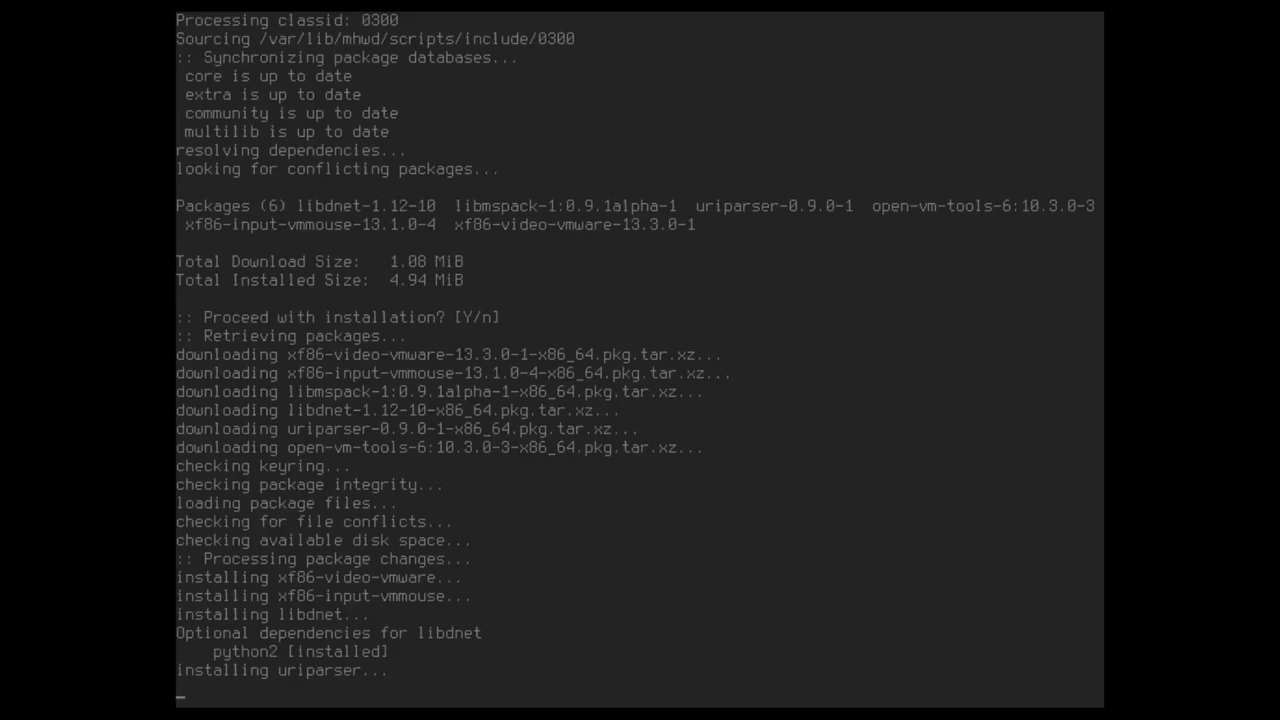 Processing classid: 0300
Sourcing /var/lib/mhwd/scripts/include/0300
:: Synchronizing package databases...
core is up to date
extra is up to date
community is up to date
multilib is up to date
resolving dependencies...
looking for conflicting packages...
Packages (6) libdnet-1.12-10  libmspack-1:0.9.1alpha-1  uriparser-0.9.0-1  open-vm-tools-6:10.3.0-3
xf86-input-vmmouse-13.1.0-4  xf86-video-vmware-13.3.0-1
Total Download Size:   1.08 MiB
Total Installed Size:  4.94 MiB
:: Proceed with installation? [Y/n]
:: Retrieving packages...
downloading xf86-video-vmware-13.3.0-1-x86_64.pkg.tar.xz...
downloading xf86-input-vmmouse-13.1.0-4-x86_64.pkg.tar.xz...
downloading libmspack-1:0.9.1alpha-1-x86_64.pkg.tar.xz...
downloading libdnet-1.12-10-x86_64.pkg.tar.xz...
downloading uriparser-0.9.0-1-x86_64.pkg.tar.xz...
downloading open-vm-tools-6:10.3.0-3-x86_64.pkg.tar.xz...
checking keyring...
checking package integrity...
loading package files...
checking for file conflicts...
checking available disk space...
:: Processing package changes...
installing xf86-video-vmware...
installing xf86-input-vmmouse...
installing libdnet...
Optional dependencies for libdnet
python2 [installed]
installing uriparser...